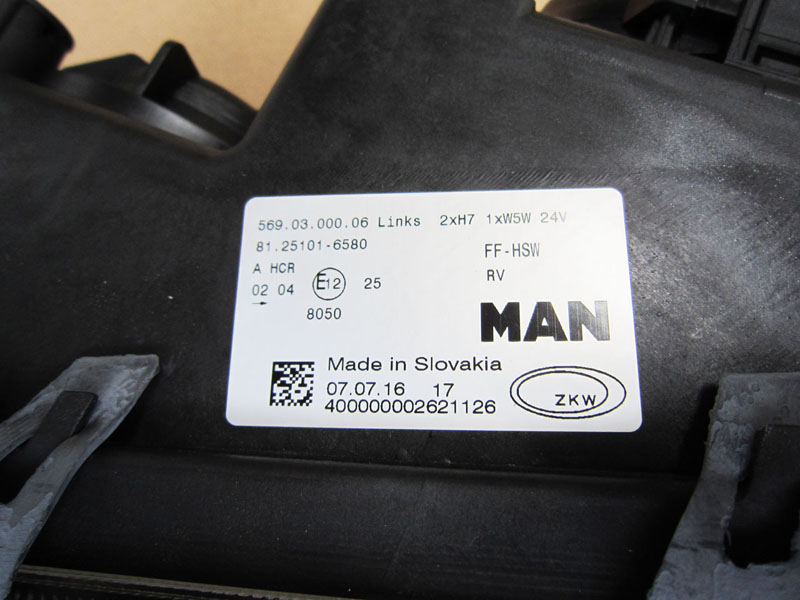 569.03.000.06 Links 2xH7 1xW5W 24V
81.25101-6580 FF-HSW
A HCR RV
02 04 E12 25
8050
MAN
Made in Slovakia
07.07.16 17
400000002621126
ZKW